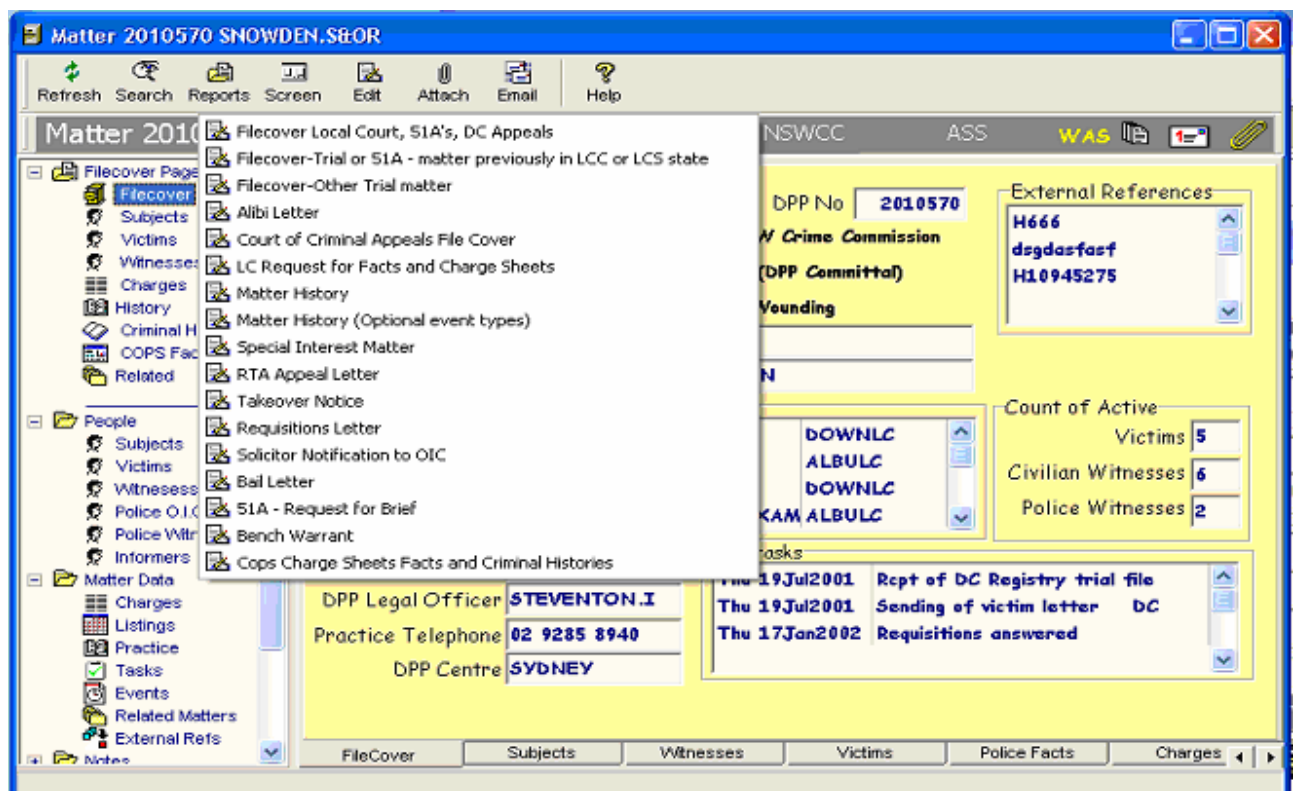 Matter 2010570 SNOWDEN.S&OR
Refresh Search Reports Screen Edit Attach Email Help
Matter 201
NSWCC ASS WAS
Filecover Local Court, 51A's, DC Appeals
Filecover-Trial or 51A - matter previously in LCC or LCS state
Filecover-Other Trial matter
Alibi Letter
Court of Criminal Appeals File Cover
LC Request for Facts and Charge Sheets
Matter History
Matter History (Optional event types)
Special Interest Matter
RTA Appeal Letter
Takeover Notice
Requisitions Letter
Solicitor Notification to OIC
Bail Letter
51A - Request for Brief
Bench Warrant
Cops Charge Sheets Facts and Criminal Histories
Filecover Page
Filecover
Subjects
Victims
Witnesses
Charges
History
Criminal H
COPS Fac
Related
People
Subjects
Victims
Witnesess
Police O.I.C
Police Witn
Informers
Matter Data
Charges
Listings
Practice
Tasks
Events
Related Matters
External Refs
Notes
DPP No 2010570
Crime Commission
(DPP Committal)
Wounding
N
External References
H666
dsgdasfasf
H10945275
DOWNLC
ALBULC
DOWNLC
KAM ALBULC
Count of Active
Victims 5
Civilian Witnesses 6
Police Witnesses 2
DPP Legal Officer STEVENTON.I
Practice Telephone 02 9285 8940
DPP Centre SYDNEY
Tasks
Thu 19Jul2001 Rcpt of DC Registry trial file
Thu 19Jul2001 Sending of victim letter DC
Thu 17Jan2002 Requisitions answered
FileCover Subjects Witnesses Victims Police Facts Charges